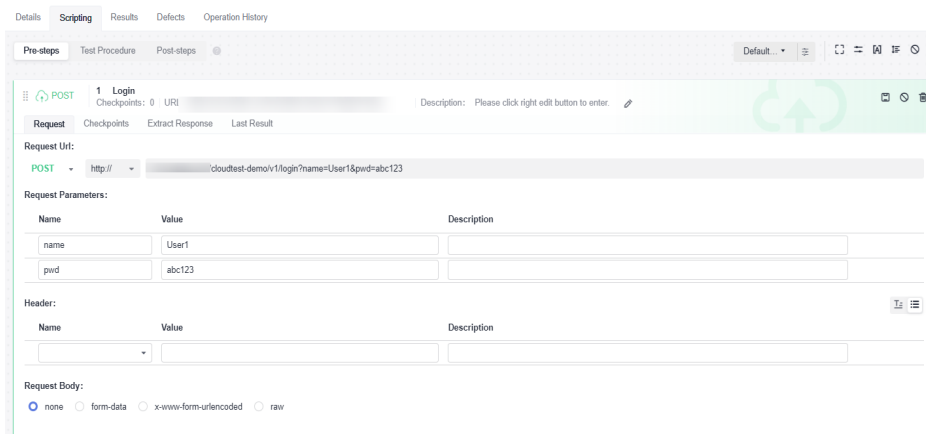 Details Scripting Results Defects Operation History
Pre-steps Test Procedure Post-steps Default...
POST 1 Login
Checkpoints: 0 URL Description: Please click right edit button to enter.
Request Checkpoints Extract Response Last Result
Request Url:
POST http:// /cloudtest-demo/v1/login?name=User1&pwd=abc123
Request Parameters:
Name Value Description
name User1
pwd abc123
Header:
Name Value Description
Request Body:
none form-data x-www-form-urlencoded raw